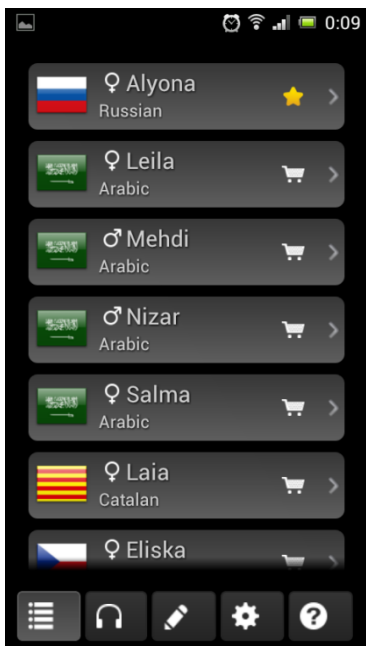 0:09
♀ Alyona
Russian
♀ Leila
Arabic
♂ Mehdi
Arabic
♂ Nizar
Arabic
♀ Salma
Arabic
♀ Laia
Catalan
♀ Eliska
?